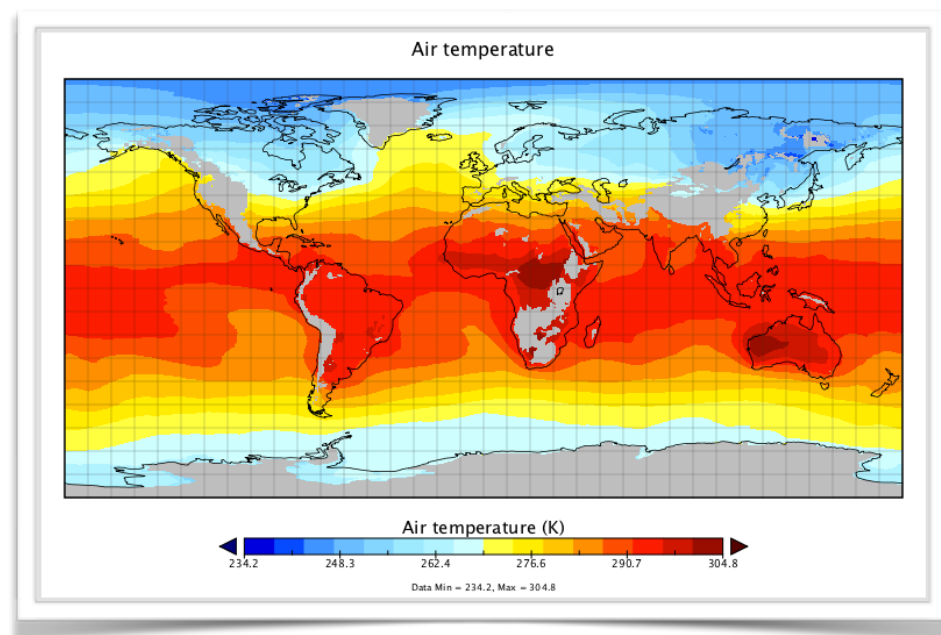 Air temperature
Air temperature (K)
234.2 248.3 262.4 276.6 290.7 304.8
Data Min = 234.2, Max = 304.8